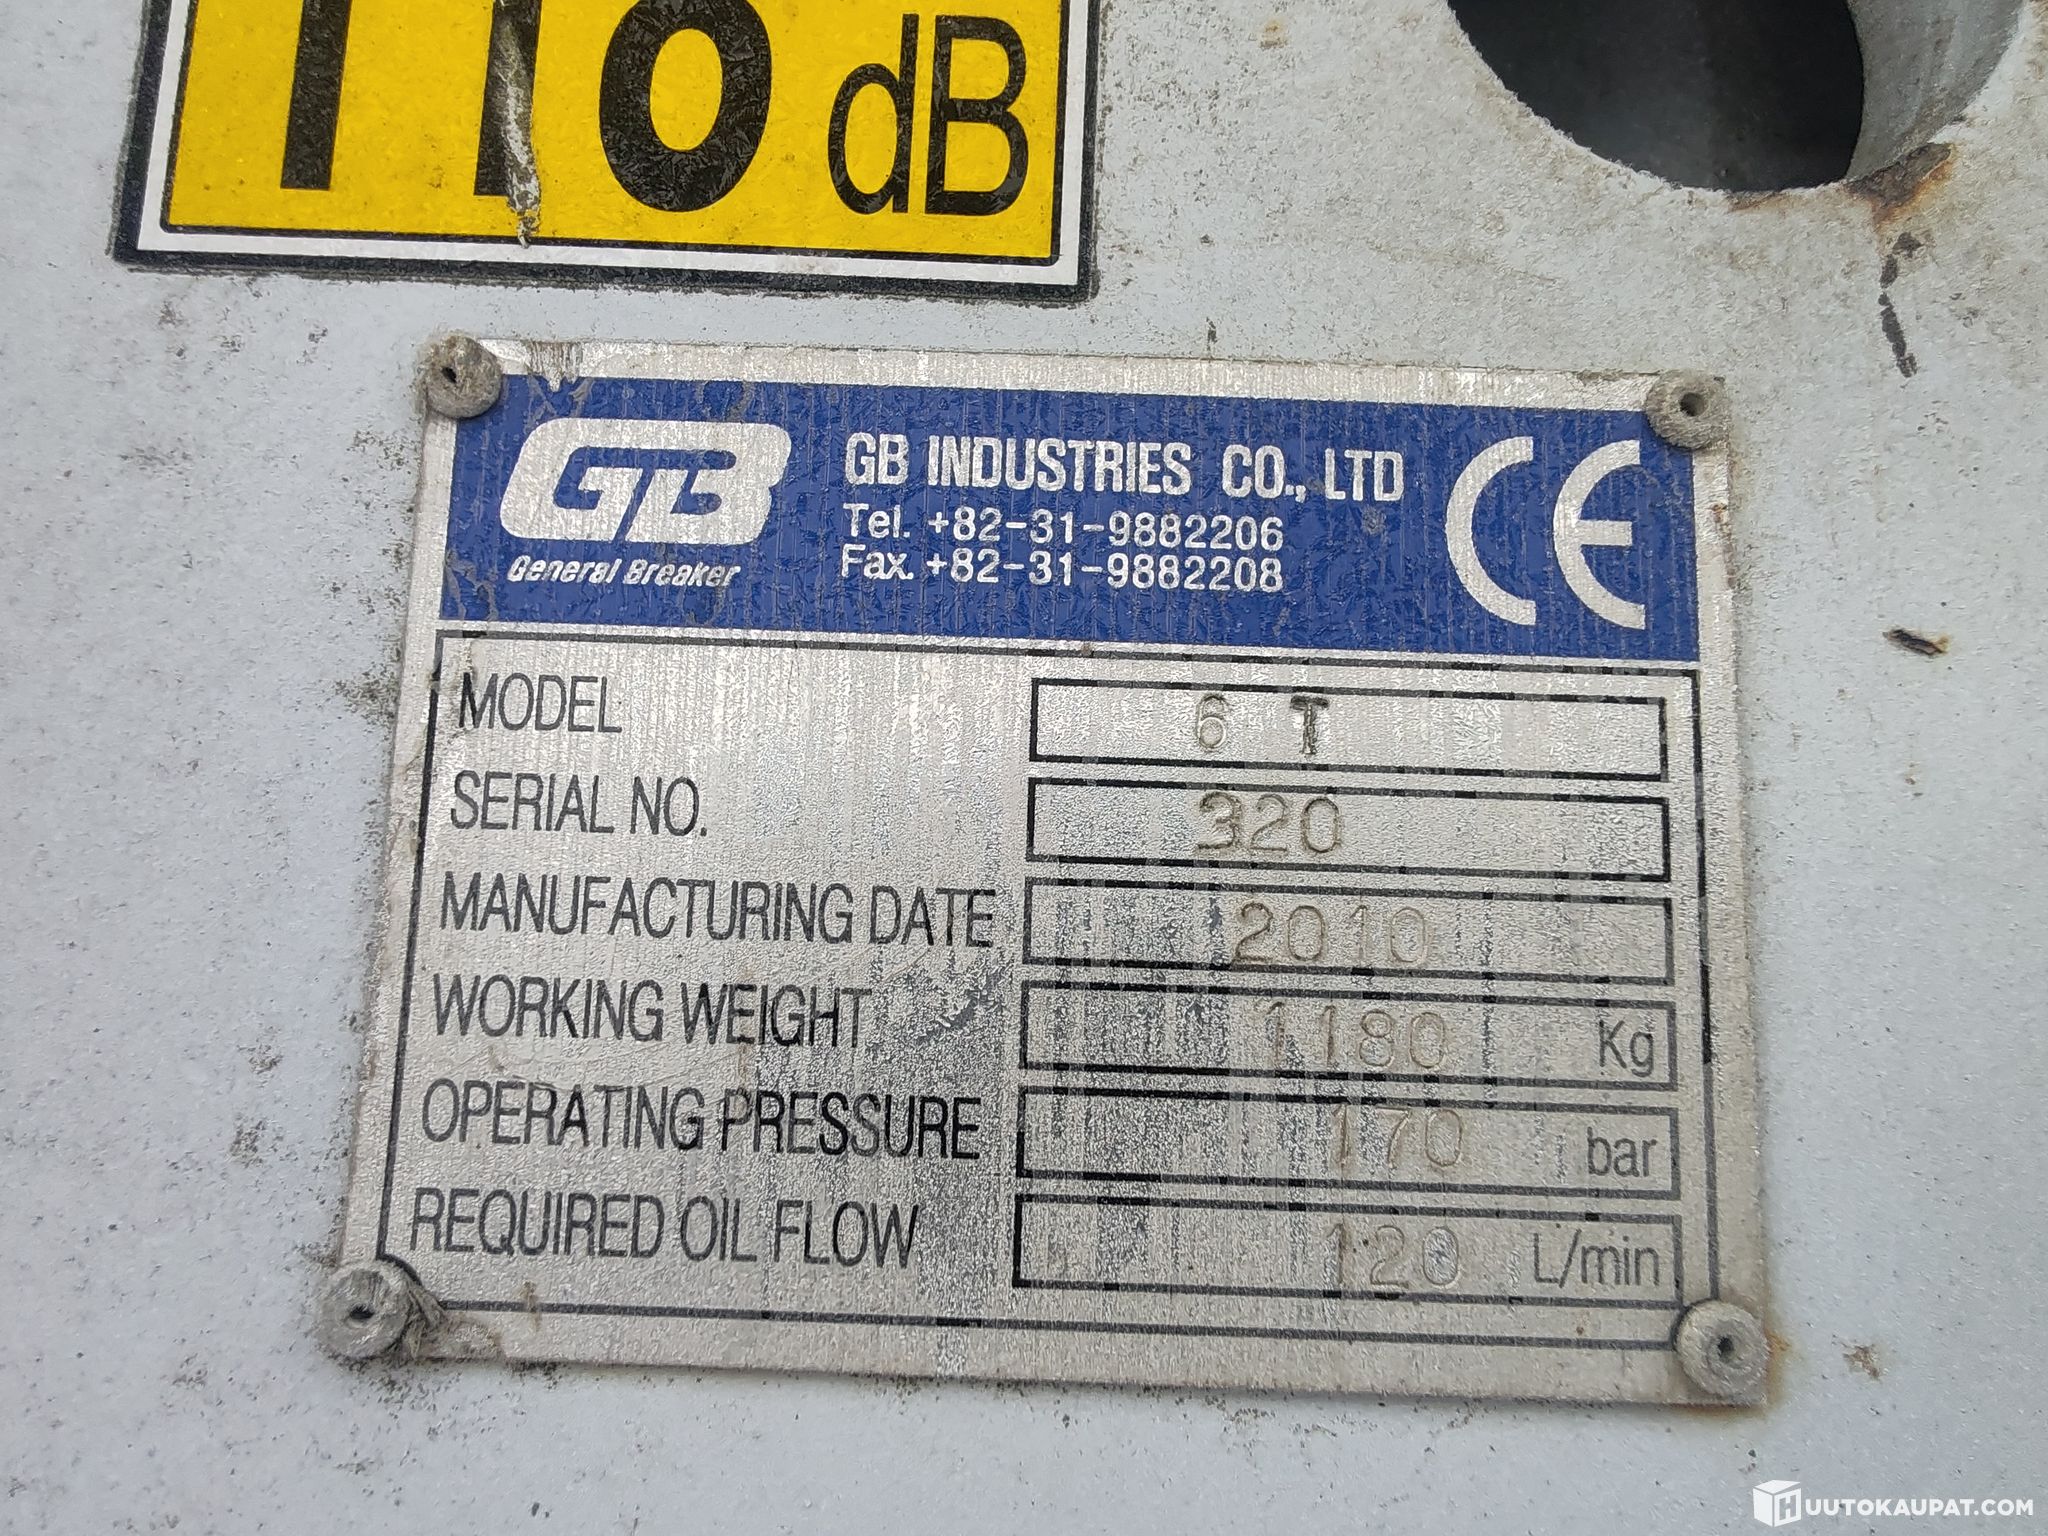 118 dB
GB INDUSTRIES CO., LTD
Tel. +82-31-9882206
Fax. +82-31-9882208
GB
General Breaker
CE
MODEL 6 T
SERIAL NO. 320
MANUFACTURING DATE 2010
WORKING WEIGHT 1180 Kg
OPERATING PRESSURE 170 bar
REQUIRED OIL FLOW 120 L/min
HUUTOKAUPAT.COM